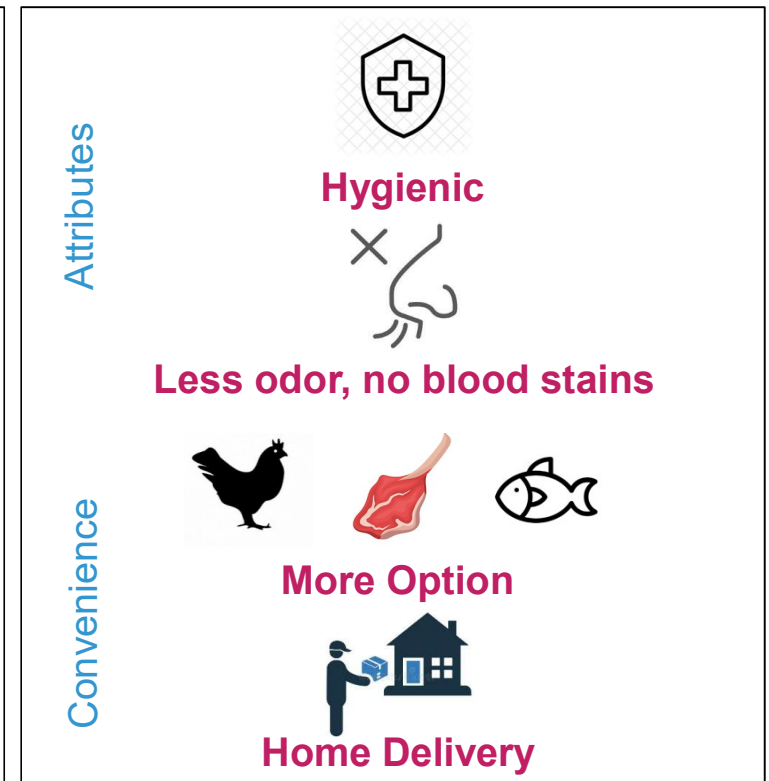 Attributes
Hygienic
Less odor, no blood stains
Convenience
More Option
Home Delivery